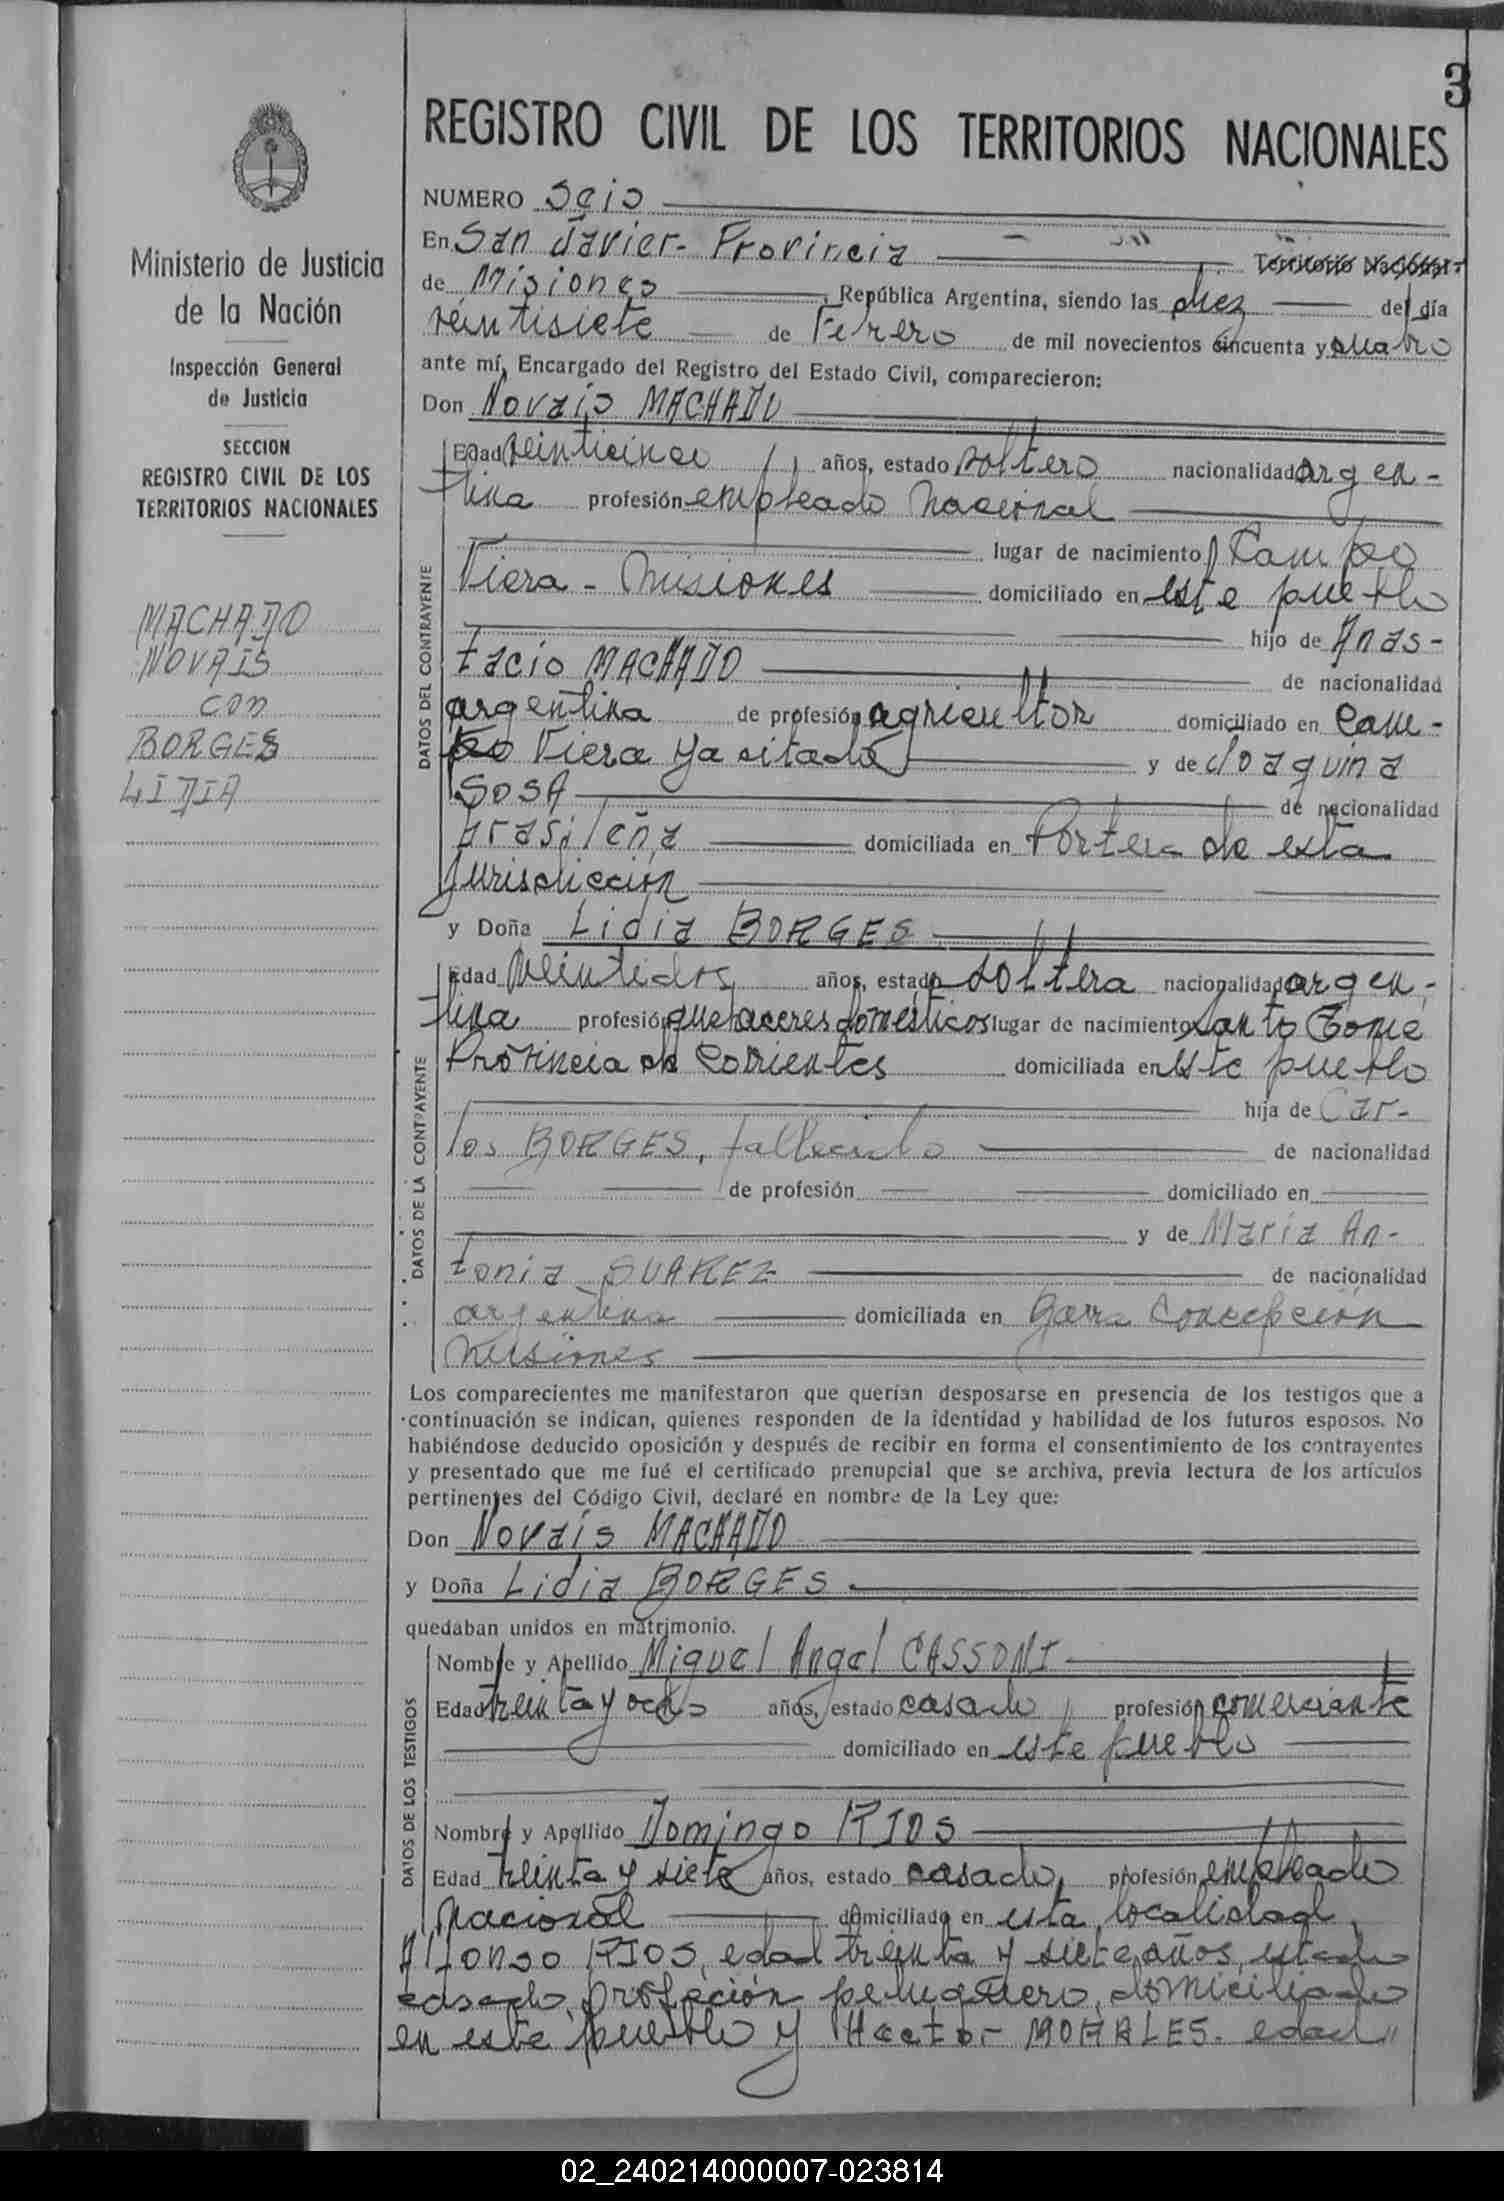 3
REGISTRO CIVIL DE LOS TERRITORIOS NACIONALES
Ministerio de Justicia
de la Nación
Inspección General
de Justicia
SECCION
REGISTRO CIVIL DE LOS
TERRITORIOS NACIONALES
MACHADO
NOVAIS
con
BORGES
LIDIA
NUMERO Seis
En San Javier - Provincia Territorio Nacional
de Misiones, República Argentina, siendo las diez del día
veintisiete de Febrero de mil novecientos cincuenta y cuatro
ante mí, Encargado del Registro del Estado Civil, comparecieron:
Don Novais MACHADO
DATOS DEL CONTRAYENTE
Edad veinticinco años, estado soltero nacionalidad argen-
tina profesión empleado nacional
lugar de nacimiento Campo
Viera - Misiones domiciliado en este pueblo
hijo de Anas-
tacio MACHADO de nacionalidad
argentina de profesión agricultor domiciliado en Cam-
po Viera ya citado y de Joaquina
SOSA de nacionalidad
brasileña domiciliada en Portera de esta
jurisdicción
y Doña Lidia BORGES
DATOS DE LA CONTRAYENTE
Edad veintidos años, estado soltera nacionalidad argen-
tina profesión quehaceres domésticos lugar de nacimiento Santo Tomé
Provincia de Corrientes domiciliada en este pueblo
hija de Car-
los BORGES, fallecido de nacionalidad
de profesión domiciliado en
y de María An-
tonia SUAREZ de nacionalidad
argentina domiciliada en Barra Concepción
Misiones
Los comparecientes me manifestaron que querían desposarse en presencia de los testigos que a
continuación se indican, quienes responden de la identidad y habilidad de los futuros esposos. No
habiéndose deducido oposición y después de recibir en forma el consentimiento de los contrayentes
y presentado que me fué el certificado prenupcial que se archiva, previa lectura de los artículos
pertinentes del Código Civil, declaré en nombre de la Ley que:
Don Novais MACHADO
y Doña Lidia BORGES.
quedaban unidos en matrimonio.
DATOS DE LOS TESTIGOS
Nombre y Apellido Miguel Angel CASSONI
Edad treinta y ocho años, estado casado, profesión comerciante
domiciliado en este pueblo
Nombre y Apellido Domingo RIOS
Edad treinta y siete años, estado casado, profesión empleado
Nacional domiciliado en esta localidad,
Alfonso RIOS, edad treinta y siete años, estado
casado, profeción peluquero, domiciliado
en este pueblo y Hector MORALES. edad
02_240214000007-023814